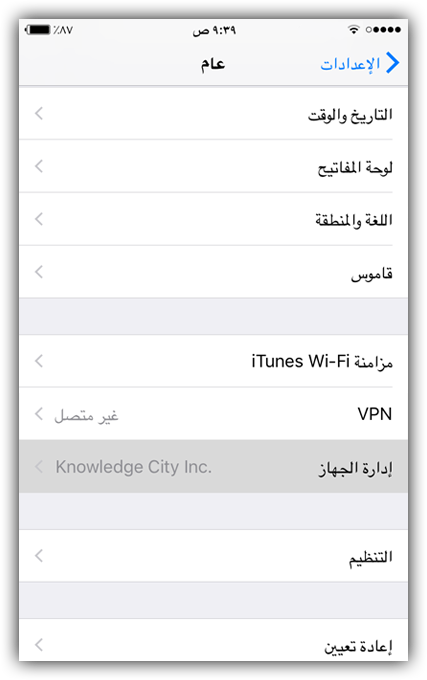 ٩:٣٩ ص ٪٨٧
الإعدادات عام
التاريخ والوقت
لوحة المفاتيح
اللغة والمنطقة
قاموس
مزامنة iTunes Wi-Fi
VPN غير متصل
إدارة الجهاز Knowledge City Inc.
التنظيم
إعادة تعيين